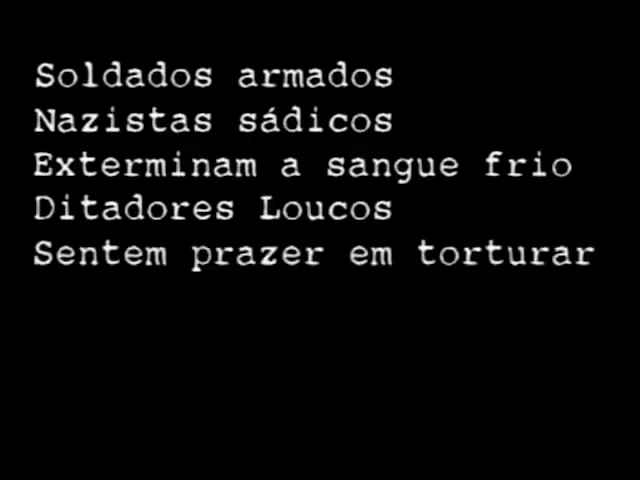 Soldados armados
Nazistas sádicos
Exterminam a sangue frio
Ditadores Loucos
Sentem prazer em torturar